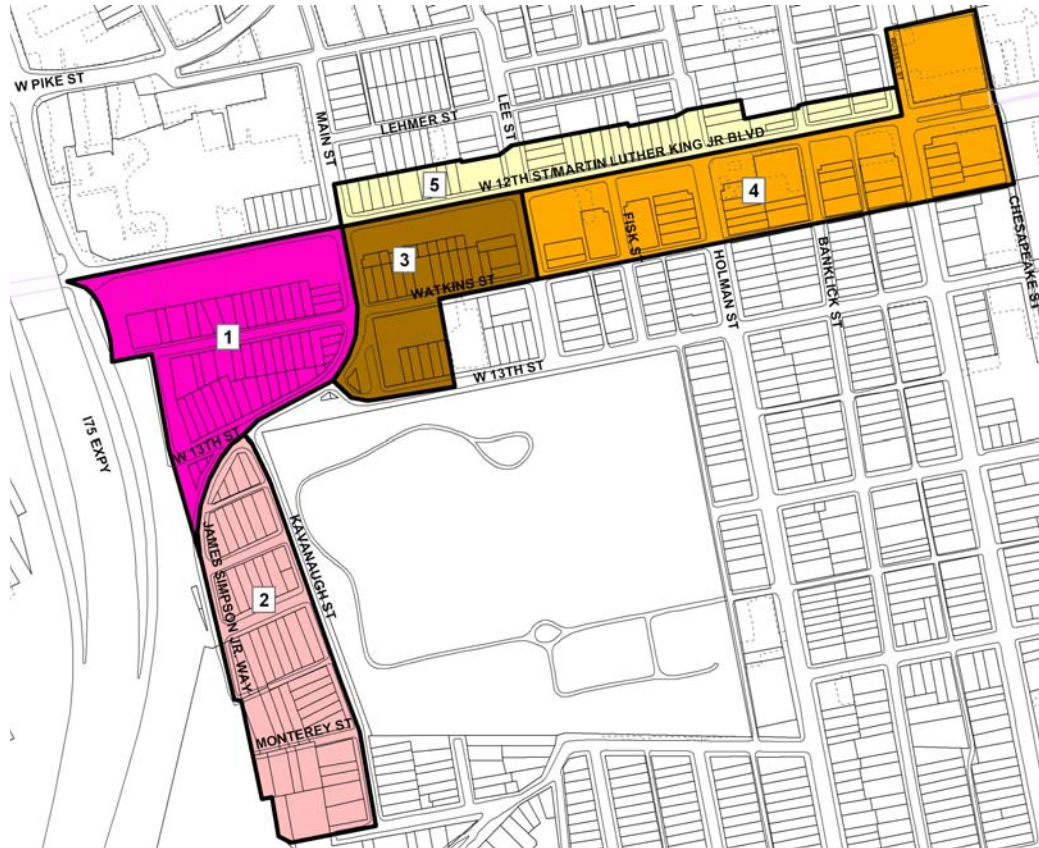 W PIKE ST
MAIN ST
LEHMER ST
LEE ST
W 12TH ST/MARTIN LUTHER KING JR BLVD
5
4
3
FISK ST
HOLMAN ST
BANKLICK ST
CHESAPEAKE ST
WATKINS ST
1
W 13TH ST
W 13TH ST
I75 EXPY
KAVANAUGH ST
JAMES SIMPSON JR. WAY
2
MONTEREY ST